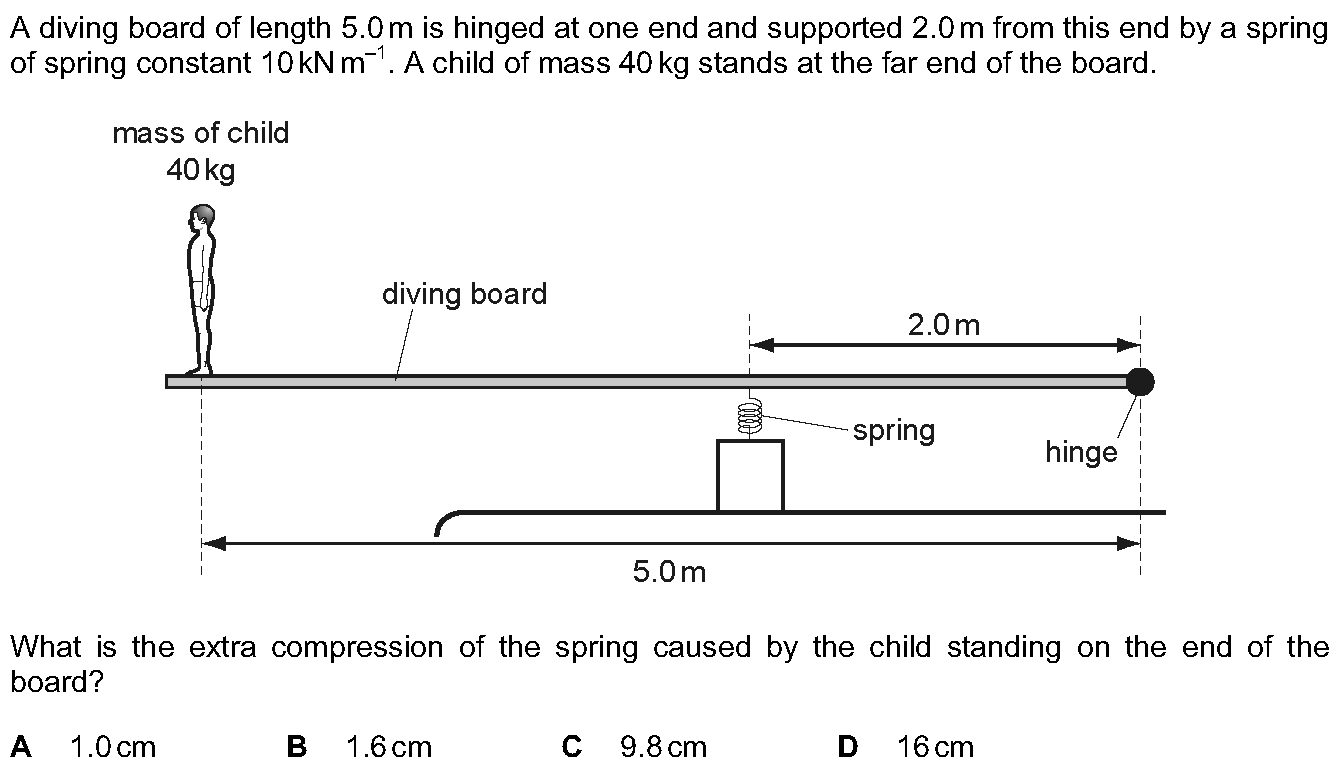 A diving board of length 5.0 m is hinged at one end and supported 2.0 m from this end by a spring
of spring constant 10 kN m⁻¹. A child of mass 40 kg stands at the far end of the board.
mass of child
40 kg
diving board
2.0 m
spring
hinge
5.0 m
What is the extra compression of the spring caused by the child standing on the end of the
board?
A 1.0 cm B 1.6 cm C 9.8 cm D 16 cm